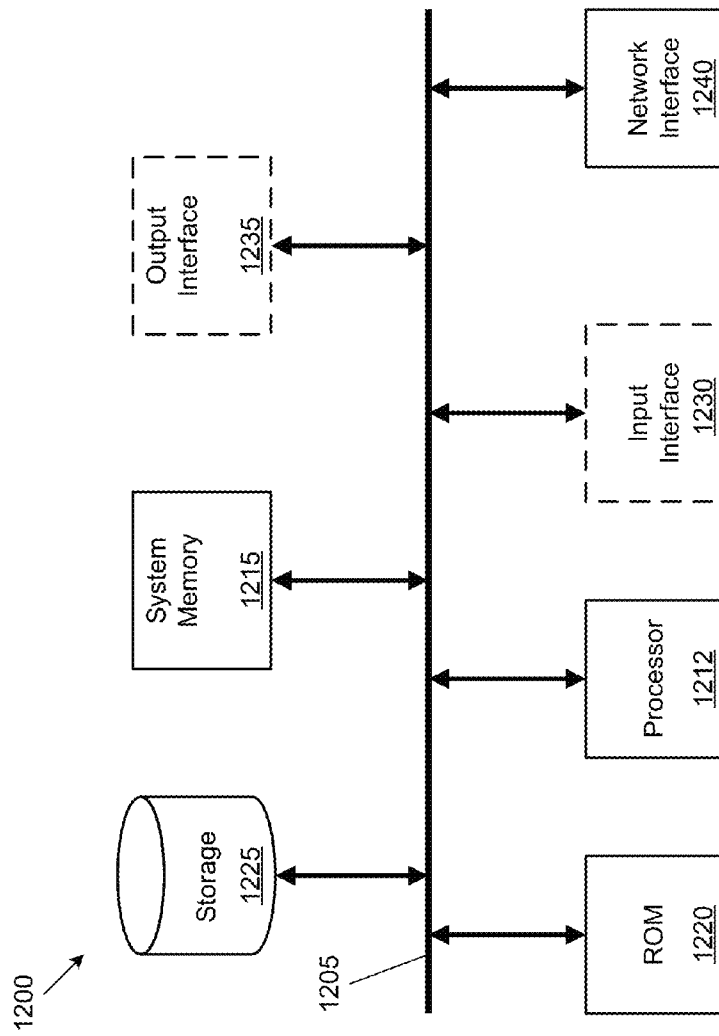 1200
Storage
1225
System
Memory
1215
Output
Interface
1235
1205
ROM
1220
Processor
1212
Input
Interface
1230
Network
Interface
1240